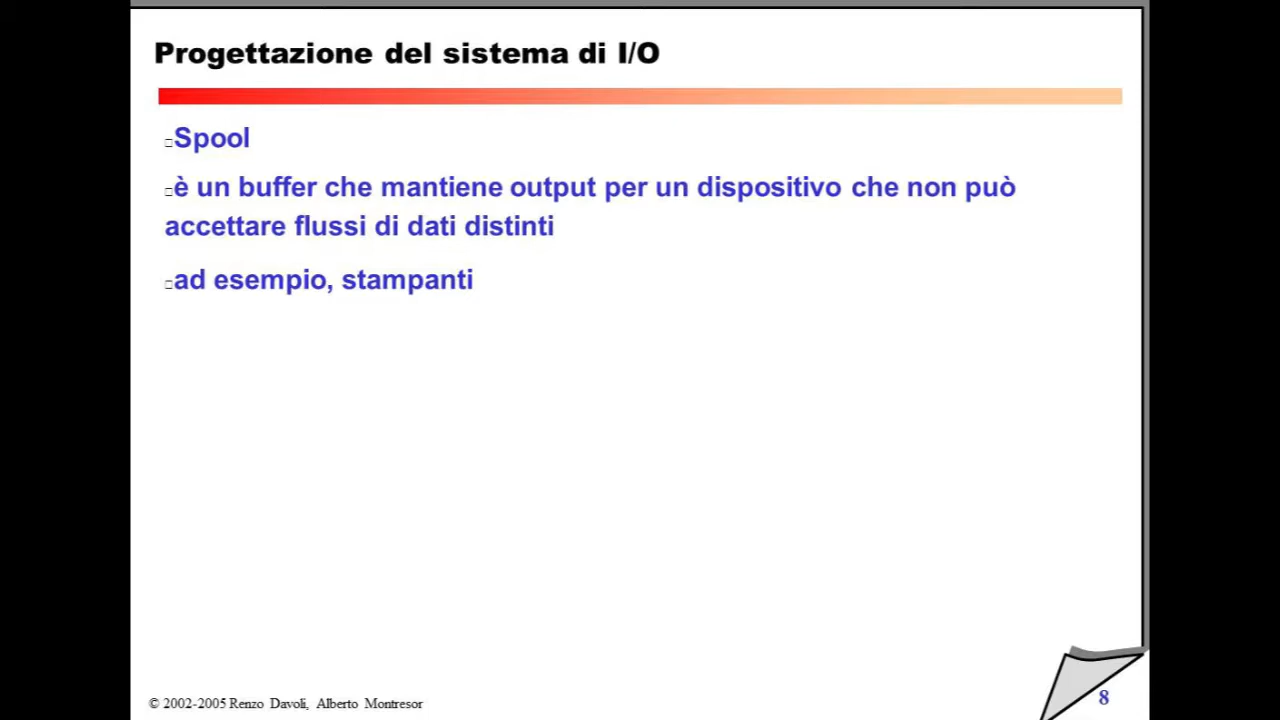 Progettazione del sistema di I/O
Spool
è un buffer che mantiene output per un dispositivo che non può
accettare flussi di dati distinti
ad esempio, stampanti
© 2002-2005 Renzo Davoli, Alberto Montresor
8